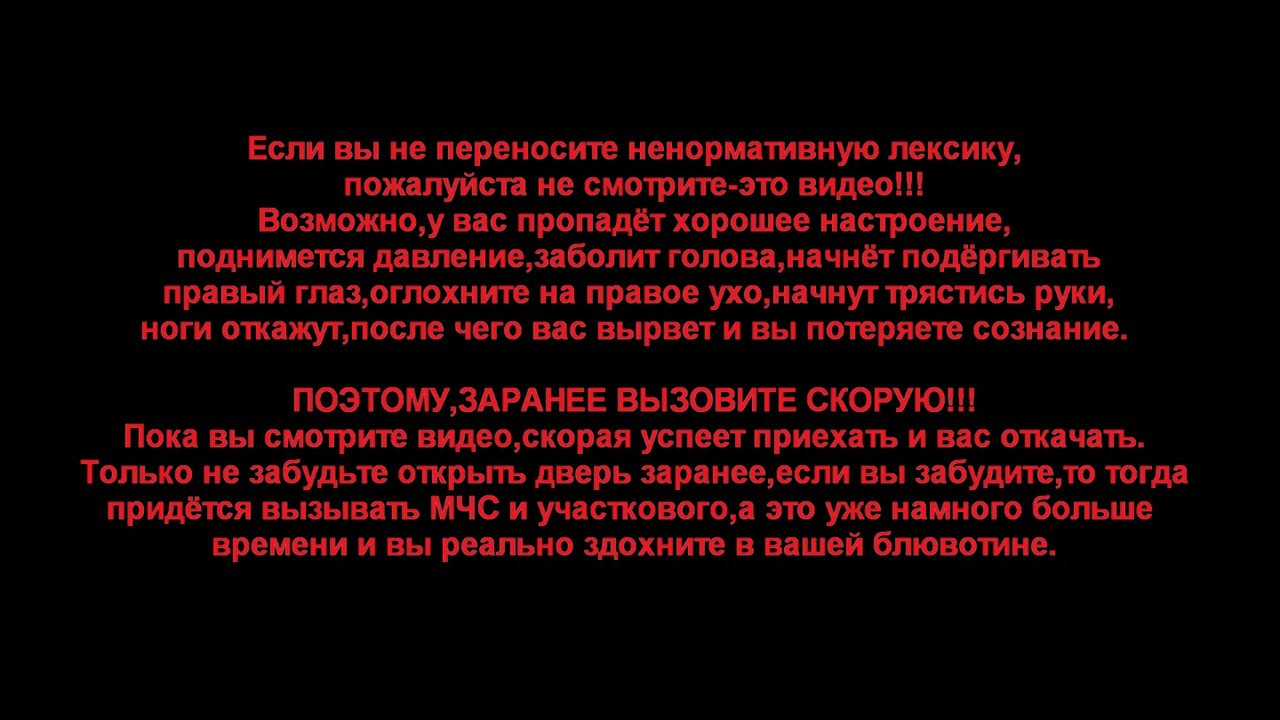 Если вы не переносите ненормативную лексику,
пожалуйста не смотрите-это видео!!!
Возможно,у вас пропадёт хорошее настроение,
поднимется давление,заболит голова,начнёт подёргивать
правый глаз,оглохните на правое ухо,начнут трястись руки,
ноги откажут,после чего вас вырвет и вы потеряете сознание.
ПОЭТОМУ,ЗАРАНЕЕ ВЫЗОВИТЕ СКОРУЮ!!!
Пока вы смотрите видео,скорая успеет приехать и вас откачать.
Только не забудьте открыть дверь заранее,если вы забудите,то тогда
придётся вызывать МЧС и участкового,а это уже намного больше
времени и вы реально здохните в вашей блювотине.